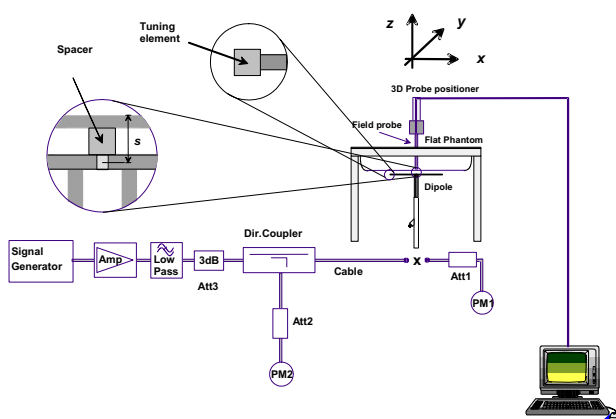 Tuning
element
Spacer
z
y
x
3D Probe positioner
Field probe
Flat Phantom
s
Dipole
Dir.Coupler
Signal
Generator
Amp
Low
Pass
3dB
Att3
Cable
x
Att1
PM1
Att2
PM2